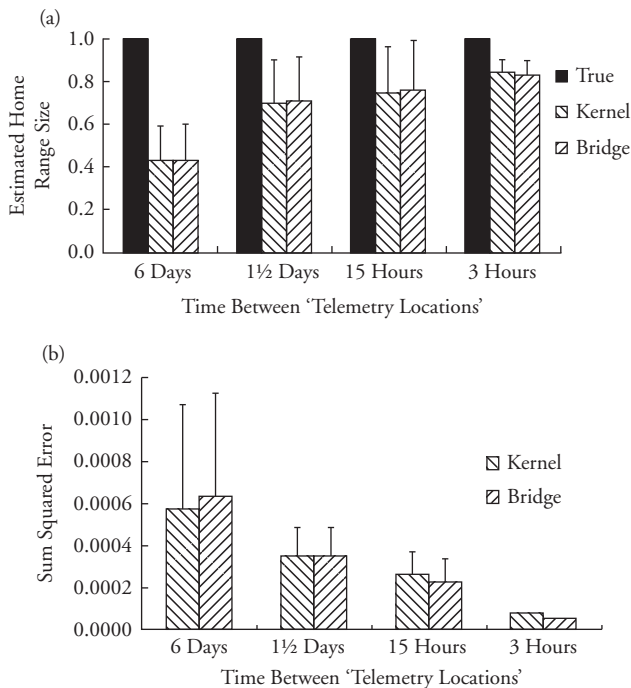 (a)
1.0
0.8
0.6
0.4
0.2
0.0
Estimated Home
Range Size
True
Kernel
Bridge
6 Days
1½ Days
15 Hours
3 Hours
Time Between ‘Telemetry Locations’
(b)
0.0012
0.0010
0.0008
0.0006
0.0004
0.0002
0.0000
Sum Squared Error
Kernel
Bridge
6 Days
1½ Days
15 Hours
3 Hours
Time Between ‘Telemetry Locations’